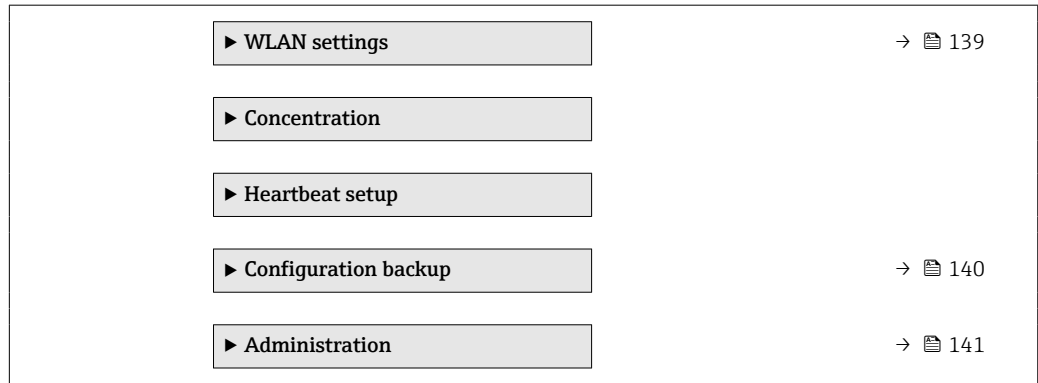 ▶ WLAN settings → 139
▶ Concentration
▶ Heartbeat setup
▶ Configuration backup → 140
▶ Administration → 141